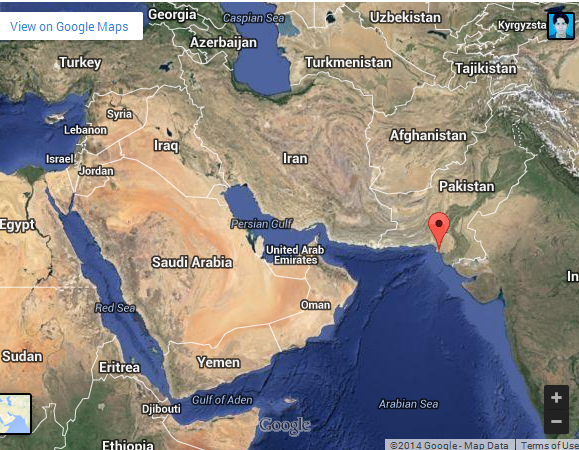 View on Google Maps
Georgia
Caspian Sea
Uzbekistan
Kyrgyzsta
Azerbaijan
Turkey
Turkmenistan
Tajikistan
Syria
Lebanon
Afghanistan
Iraq
Iran
Israel
Jordan
Pakistan
Egypt
Persian Gulf
United Arab
Emirates
Saudi Arabia
In
Oman
Red Sea
Sudan
Eritrea
Yemen
Gulf of Aden
Djibouti
Arabian Sea
Google
Ethiopia
+
−
©2014 Google - Map Data
Terms of Use